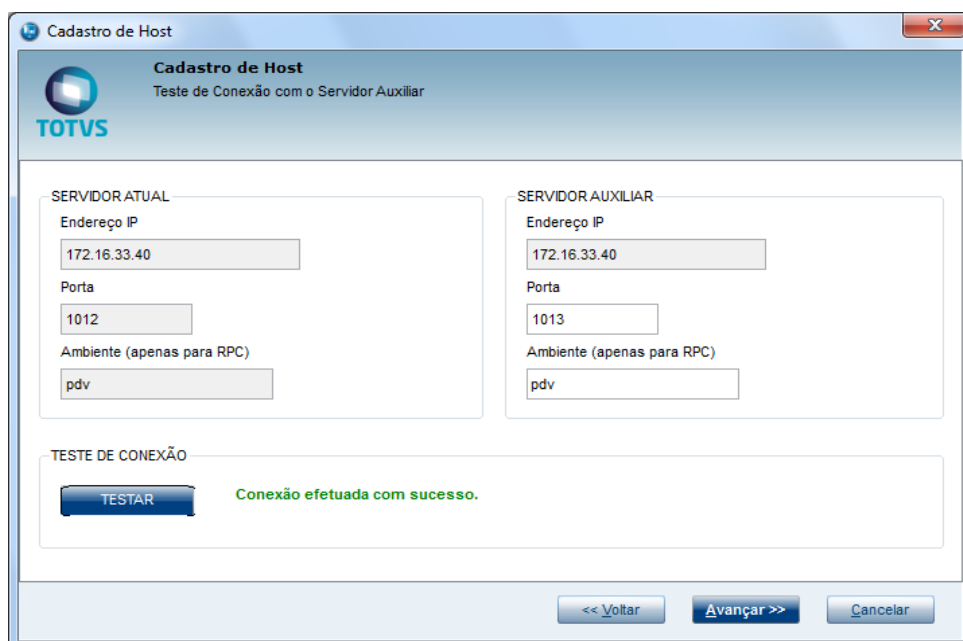 Cadastro de Host
Cadastro de Host
Teste de Conexão com o Servidor Auxiliar
TOTVS
SERVIDOR ATUAL
Endereço IP
172.16.33.40
Porta
1012
Ambiente (apenas para RPC)
pdv
SERVIDOR AUXILIAR
Endereço IP
172.16.33.40
Porta
1013
Ambiente (apenas para RPC)
pdv
TESTE DE CONEXÃO
TESTAR
Conexão efetuada com sucesso.
<< Voltar
Avançar >>
Cancelar